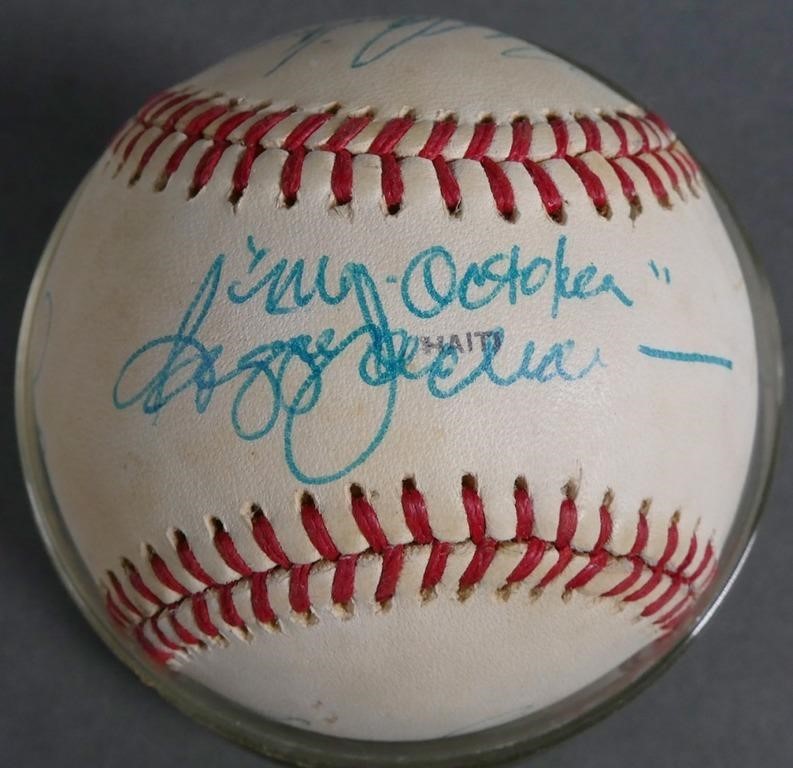 "Mr. October"
Reggie Jackson
HAITI